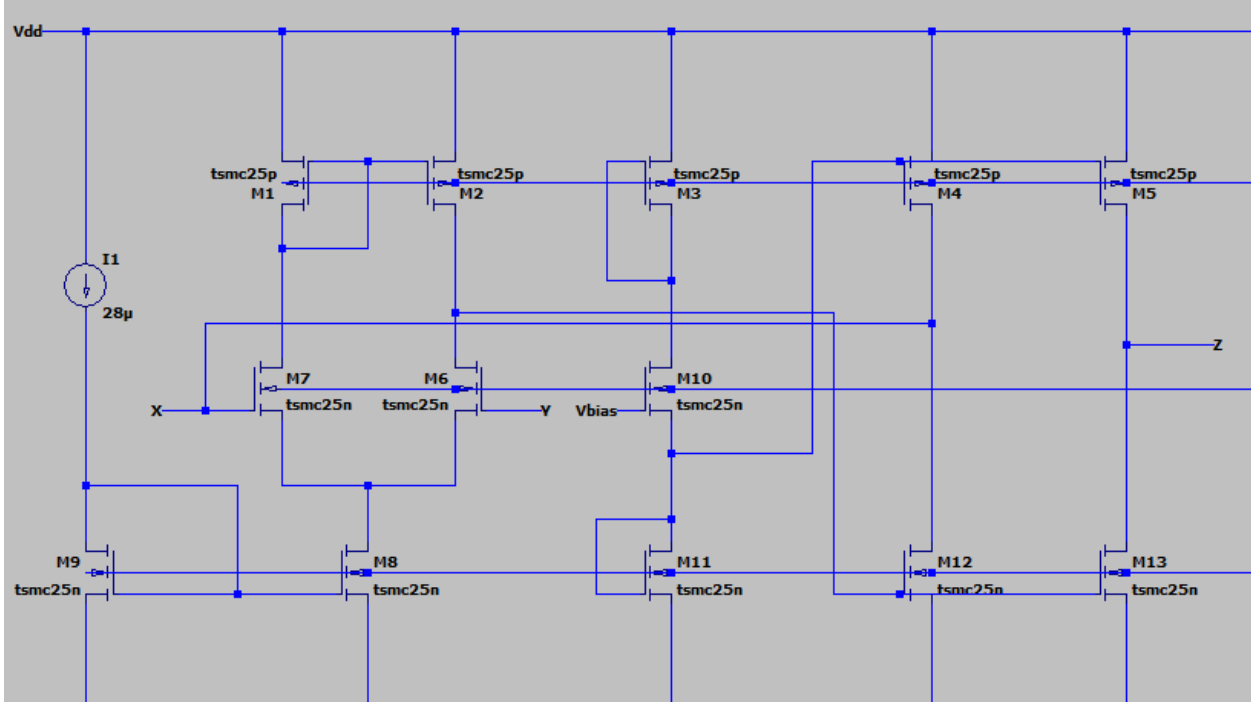 Vdd
tsmc25p
M1
tsmc25p
M2
tsmc25p
M3
tsmc25p
M4
tsmc25p
M5
I1
28µ
Z
M7
tsmc25n
M6
tsmc25n
M10
tsmc25n
X
Y
Vbias
M9
tsmc25n
M8
tsmc25n
M11
tsmc25n
M12
tsmc25n
M13
tsmc25n